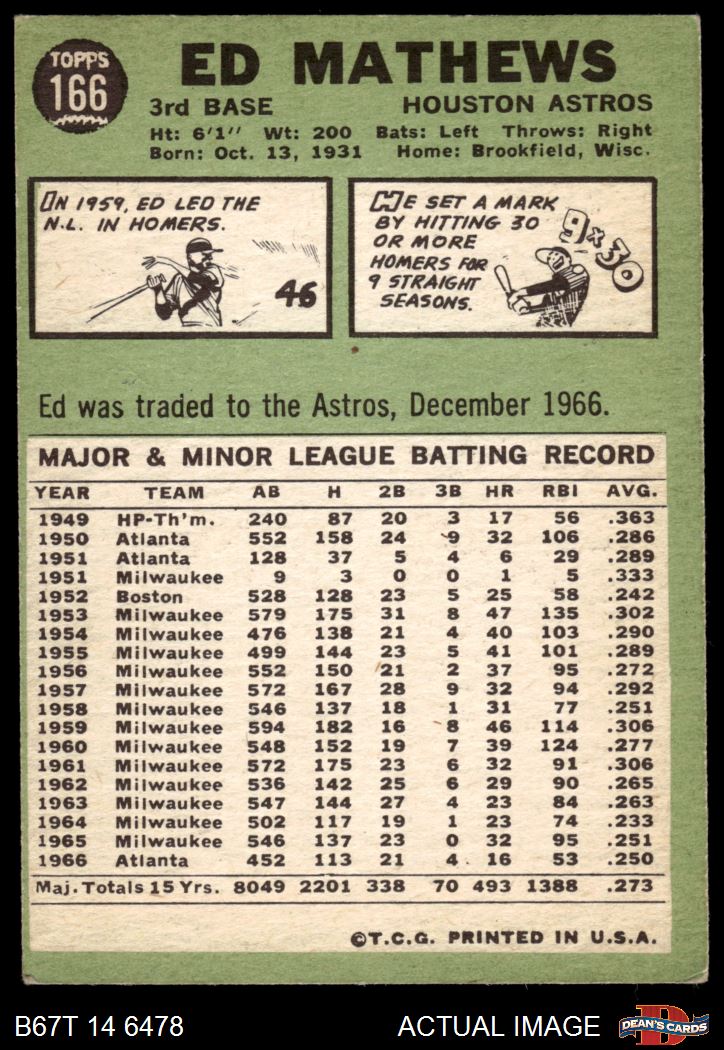 TOPPS
166
ED MATHEWS
3rd BASE HOUSTON ASTROS
Ht: 6'1" Wt: 200 Bats: Left Throws: Right
Born: Oct. 13, 1931 Home: Brookfield, Wisc.
IN 1959, ED LED THE
N.L. IN HOMERS.
46
HE SET A MARK
BY HITTING 30
OR MORE
HOMERS FOR
9 STRAIGHT
SEASONS.
9x30
Ed was traded to the Astros, December 1966.
MAJOR & MINOR LEAGUE BATTING RECORD
YEAR TEAM AB H 2B 3B HR RBI AVG.
1949 HP-Th'm. 240 87 20 3 17 56 .363
1950 Atlanta 552 158 24 9 32 106 .286
1951 Atlanta 128 37 5 4 6 29 .289
1951 Milwaukee 9 3 0 0 1 5 .333
1952 Boston 528 128 23 5 25 58 .242
1953 Milwaukee 579 175 31 8 47 135 .302
1954 Milwaukee 476 138 21 4 40 103 .290
1955 Milwaukee 499 144 23 5 41 101 .289
1956 Milwaukee 552 150 21 2 37 95 .272
1957 Milwaukee 572 167 28 9 32 94 .292
1958 Milwaukee 546 137 18 1 31 77 .251
1959 Milwaukee 594 182 16 8 46 114 .306
1960 Milwaukee 548 152 19 7 39 124 .277
1961 Milwaukee 572 175 23 6 32 91 .306
1962 Milwaukee 536 142 25 6 29 90 .265
1963 Milwaukee 547 144 27 4 23 84 .263
1964 Milwaukee 502 117 19 1 23 74 .233
1965 Milwaukee 546 137 23 0 32 95 .251
1966 Atlanta 452 113 21 4 16 53 .250
Maj. Totals 15 Yrs. 8049 2201 338 70 493 1388 .273
©T.C.G. PRINTED IN U.S.A.
B67T 14 6478 ACTUAL IMAGE
D
DEAN'S CARDS